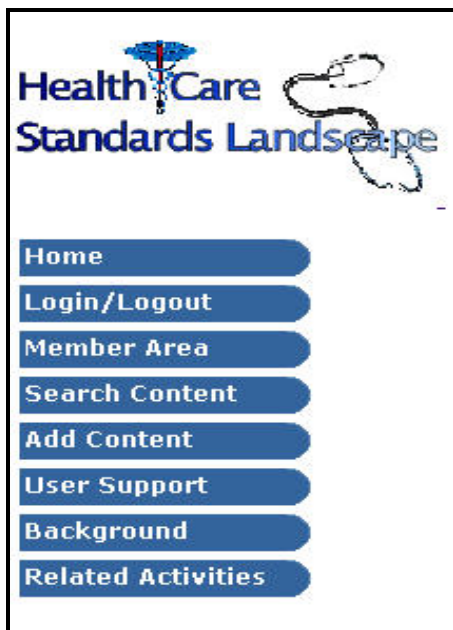 Health Care
Standards Landscape
Home
Login/Logout
Member Area
Search Content
Add Content
User Support
Background
Related Activities